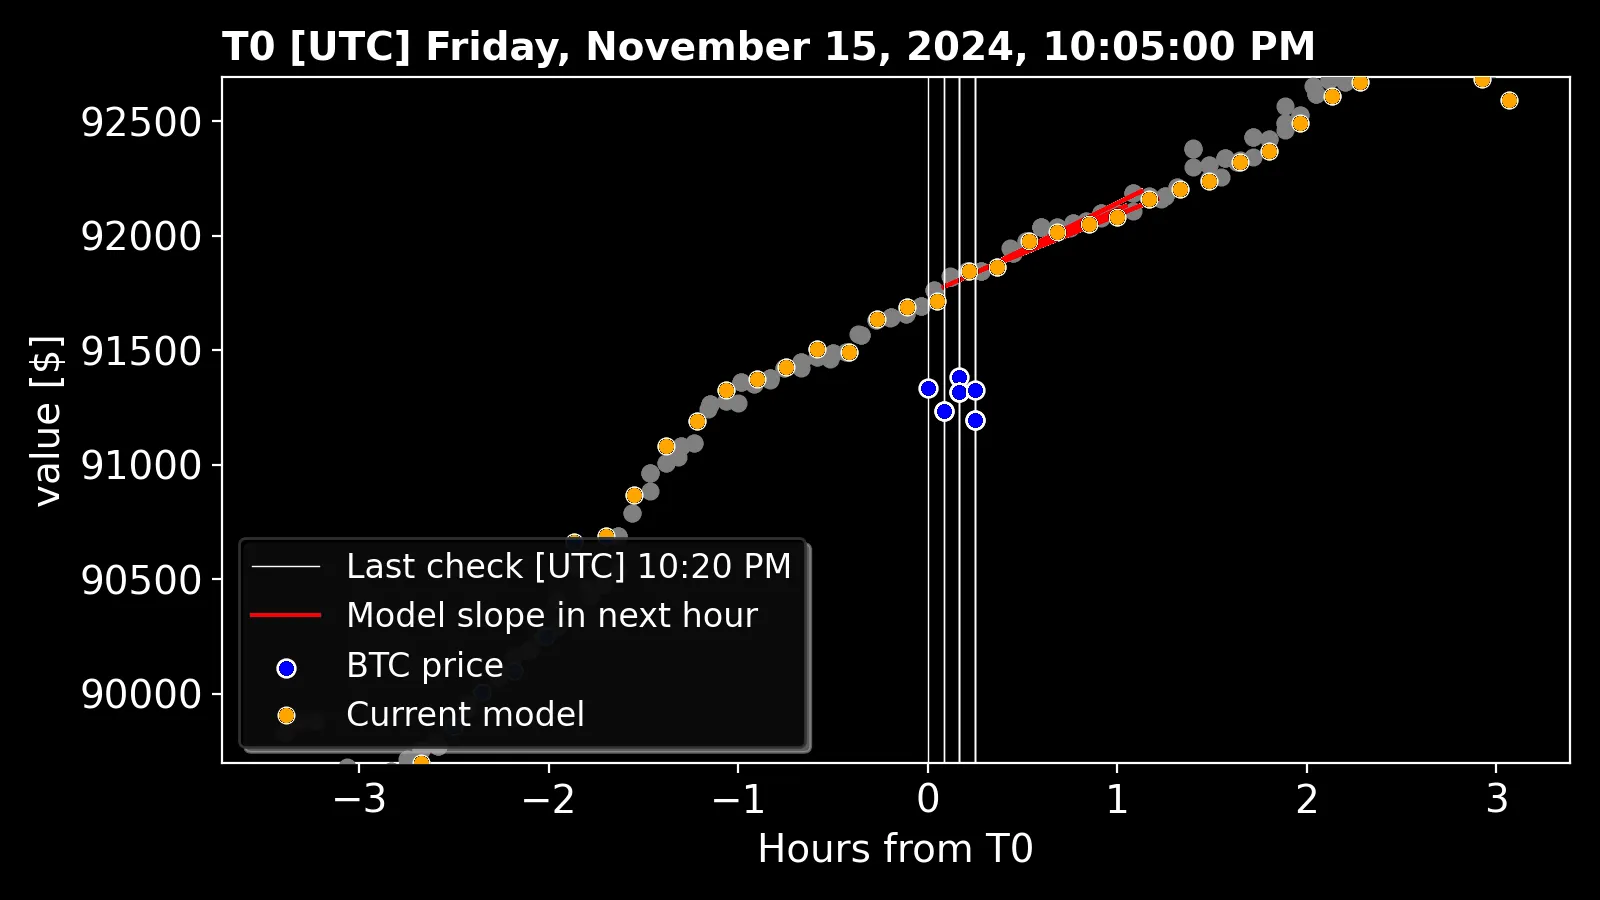 T0 [UTC] Friday, November 15, 2024, 10:05:00 PM
92500
92000
91500
91000
90500
90000
value [$]
Last check [UTC] 10:20 PM
Model slope in next hour
BTC price
Current model
−3 −2 −1 0 1 2 3
Hours from T0